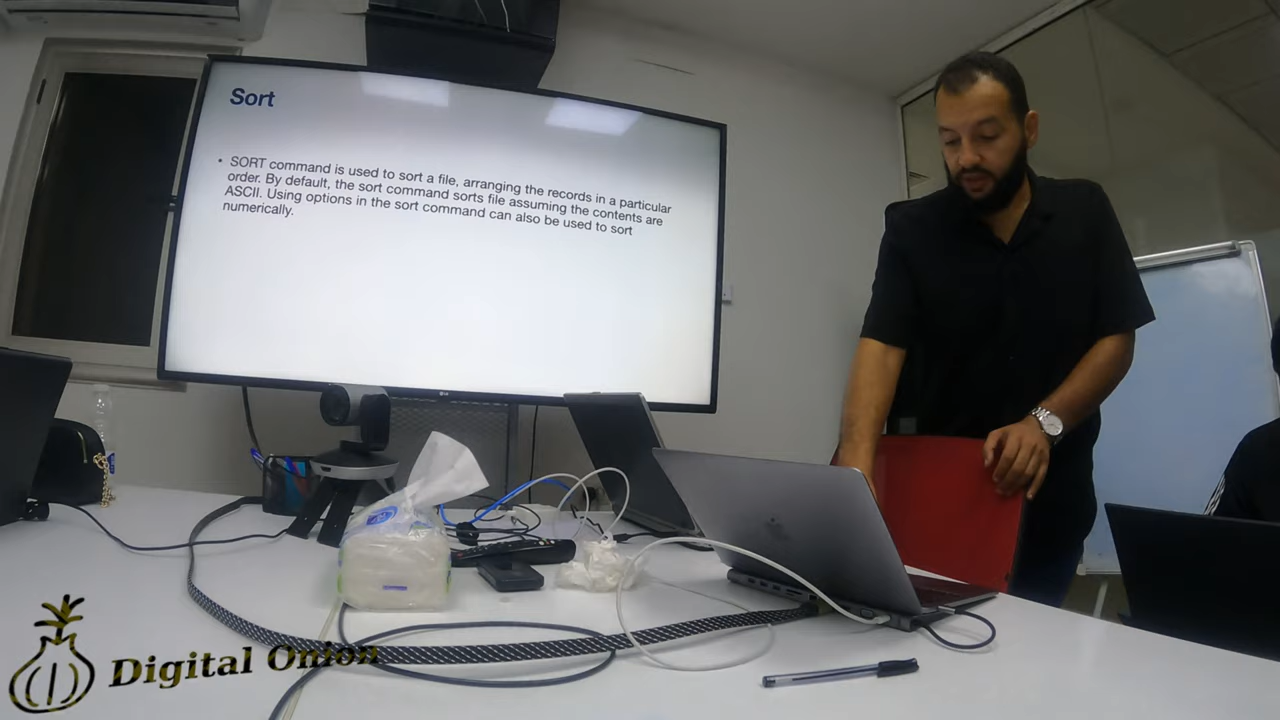 Sort
• SORT command is used to sort a file, arranging the records in a particular
order. By default, the sort command sorts file assuming the contents are
ASCII. Using options in the sort command can also be used to sort
numerically.
LG
Digital Onion